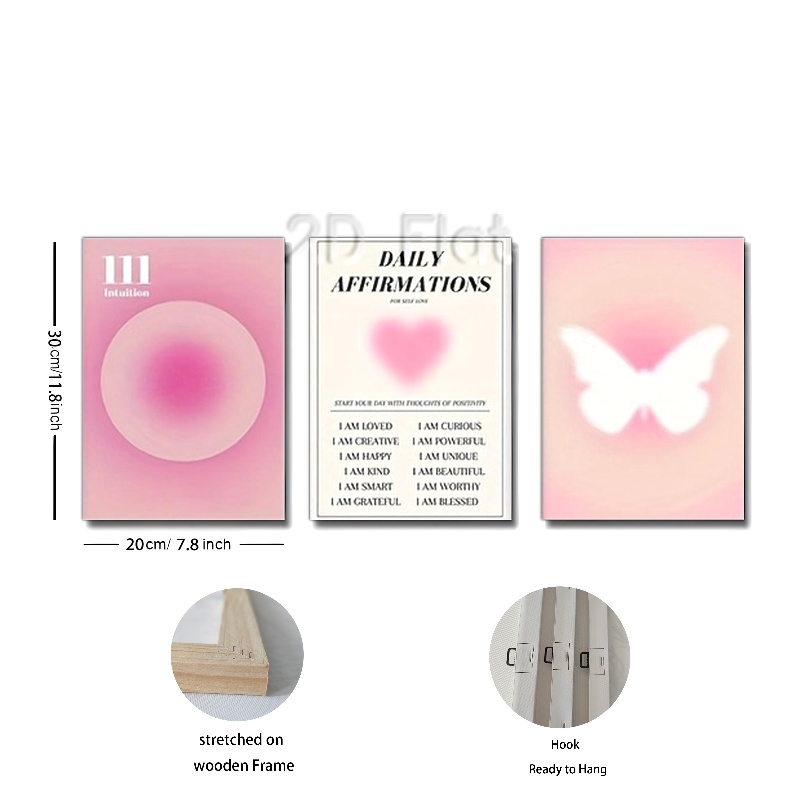 2D Flat
111
Intuition
DAILY
AFFIRMATIONS
FOR SELF LOVE
START YOUR DAY WITH THOUGHTS OF POSITIVITY
I AM LOVED I AM CURIOUS
I AM CREATIVE I AM POWERFUL
I AM HAPPY I AM UNIQUE
I AM KIND I AM BEAUTIFUL
I AM SMART I AM WORTHY
I AM GRATEFUL I AM BLESSED
30cm/11.8inch
20cm/ 7.8 inch
stretched on
wooden Frame
Hook
Ready to Hang